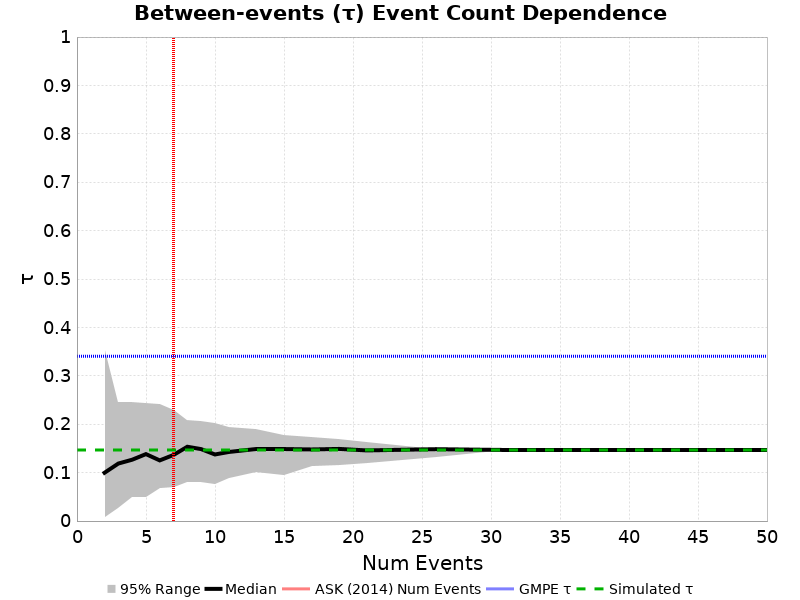 Between-events (τ) Event Count Dependence
1
0.9
0.8
0.7
0.6
0.5
0.4
0.3
0.2
0.1
0
τ
0 5 10 15 20 25 30 35 40 45 50
Num Events
95% Range Median ASK (2014) Num Events GMPE τ Simulated τ